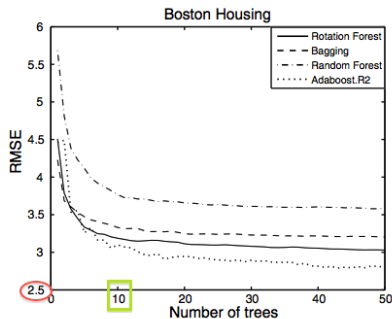 Boston Housing
6
5.5
5
4.5
4
3.5
3
2.5
RMSE
Rotation Forest
Bagging
Random Forest
Adaboost.R2
0 10 20 30 40 50
Number of trees